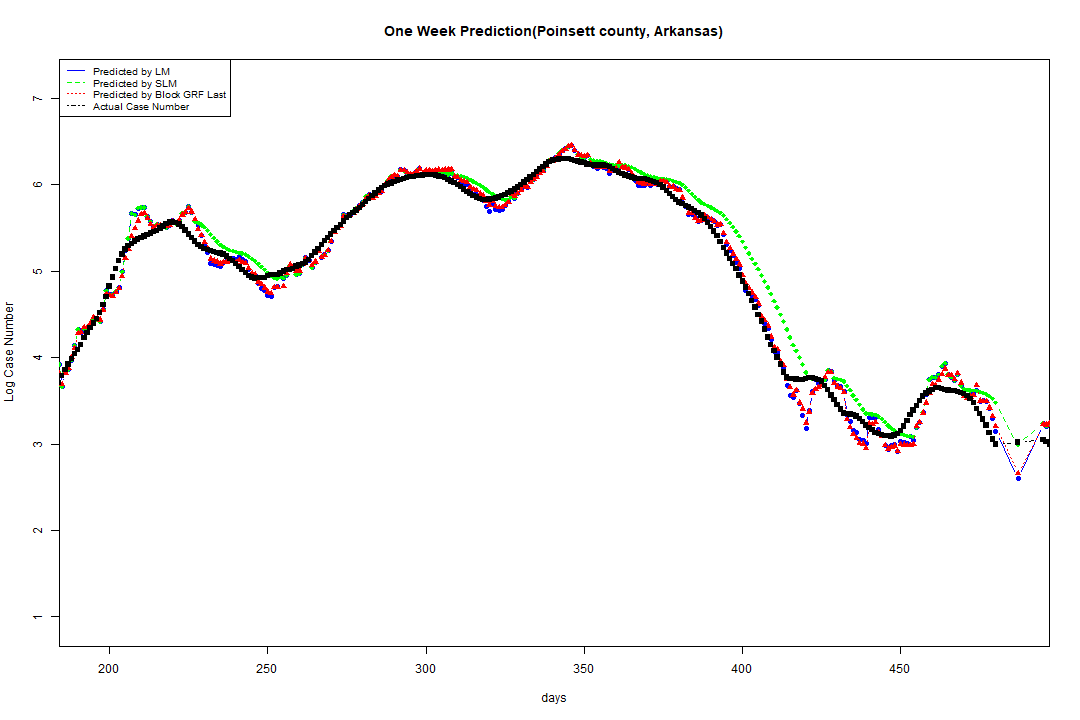 One Week Prediction(Poinsett county, Arkansas)
Predicted by LM
Predicted by SLM
Predicted by Block GRF Last
Actual Case Number
7
6
5
4
3
2
1
Log Case Number
200 250 300 350 400 450
days